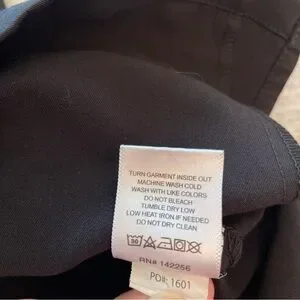 TURN GARMENT INSIDE OUT
MACHINE WASH COLD
WASH WITH LIKE COLORS
DO NOT BLEACH
TUMBLE DRY LOW
LOW HEAT IRON IF NEEDED
DO NOT DRY CLEAN
30
RN# 142256
PO#: 1601